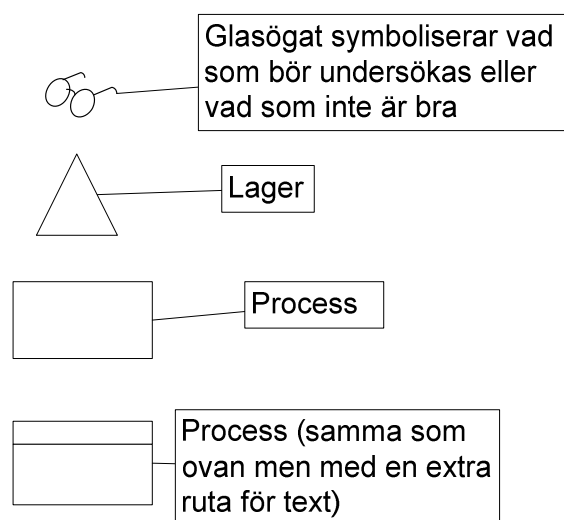 Glasögat symboliserar vad
som bör undersökas eller
vad som inte är bra
Lager
Process
Process (samma som
ovan men med en extra
ruta för text)